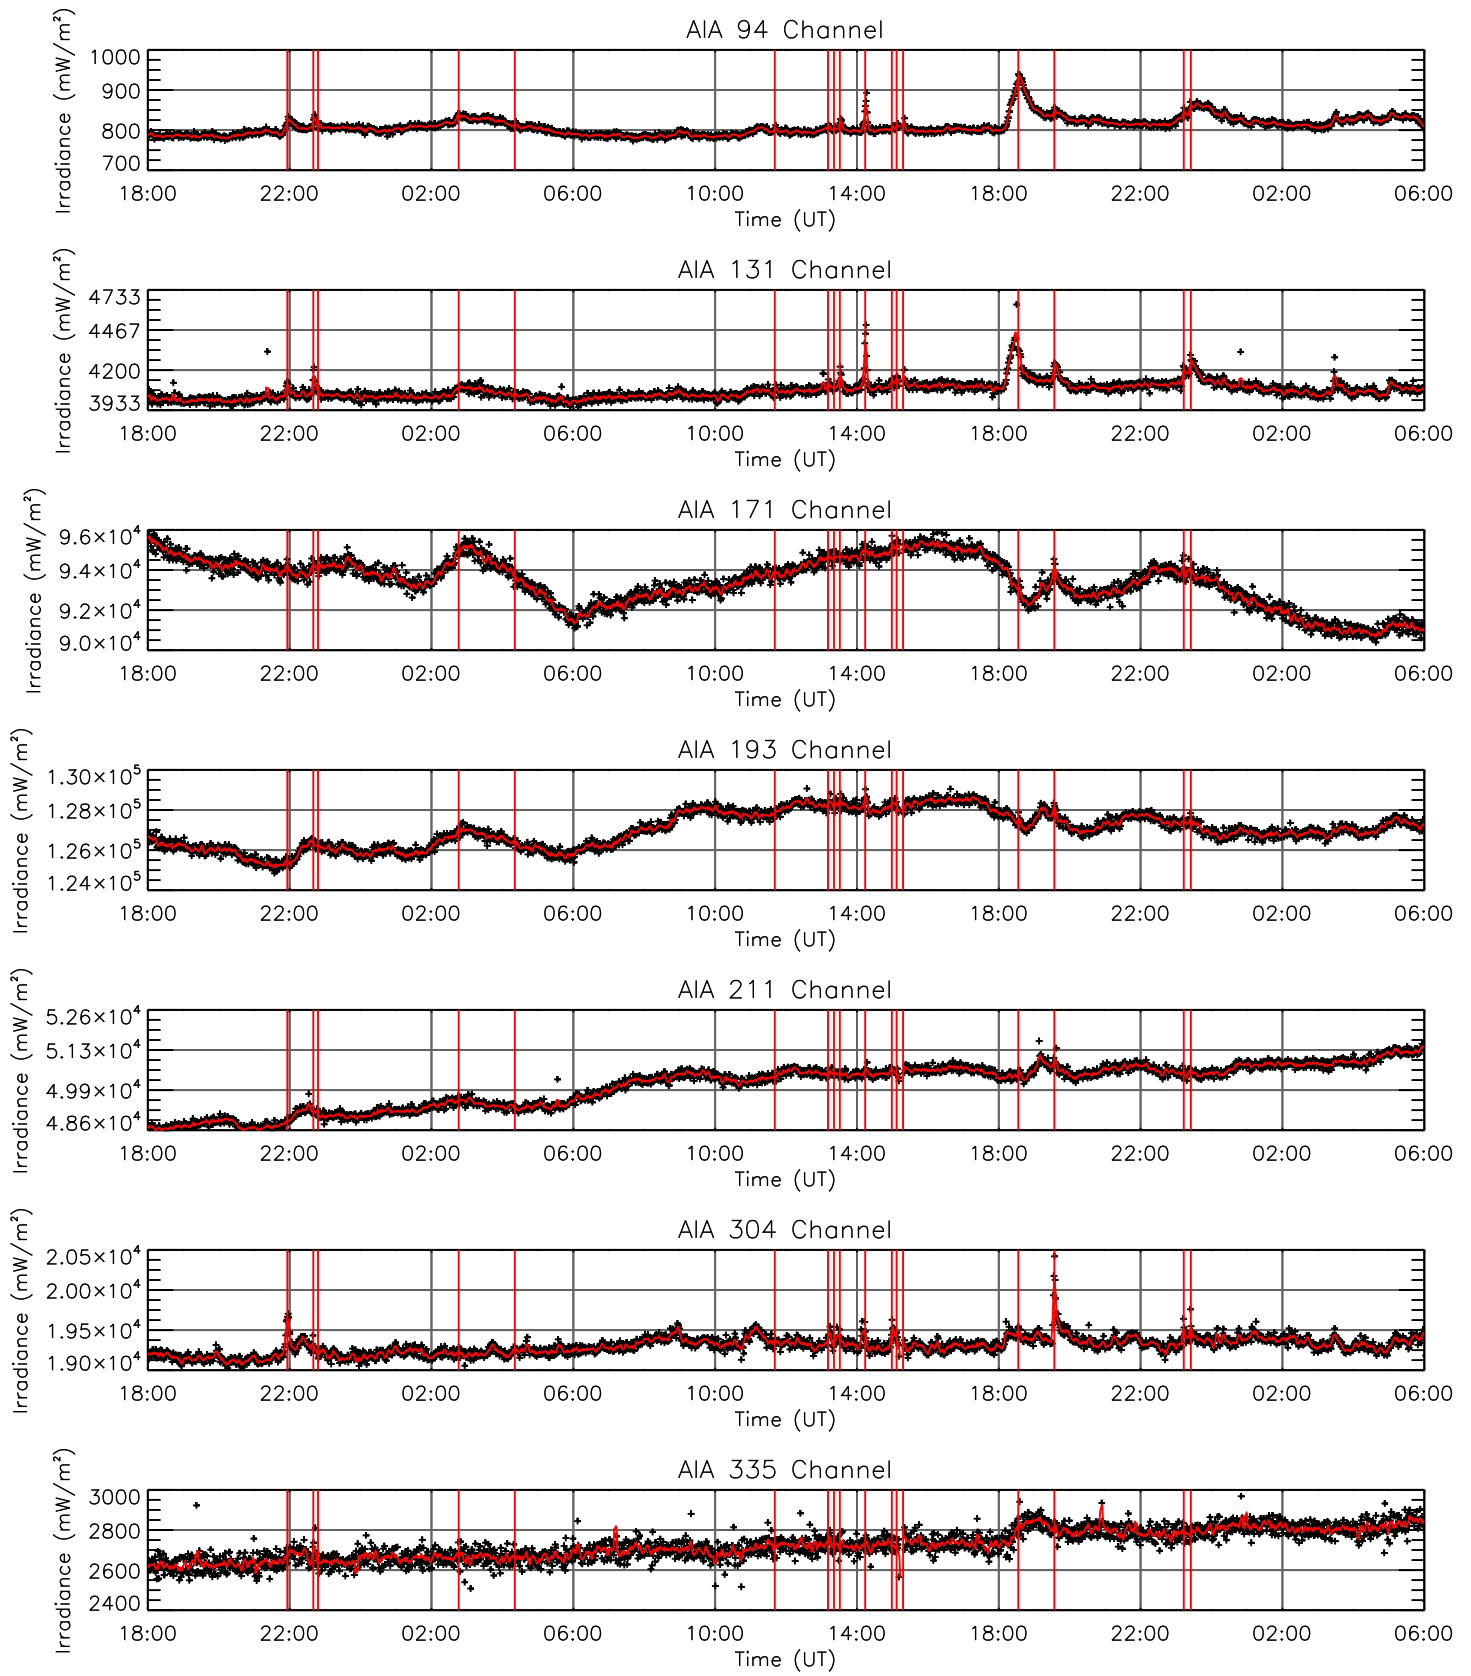 AIA 94 Channel
Irradiance (mW/m²)
1000
900
800
700
18:00 22:00 02:00 06:00 10:00 14:00 18:00 22:00 02:00 06:00
Time (UT)
AIA 131 Channel
Irradiance (mW/m²)
4733
4467
4200
3933
18:00 22:00 02:00 06:00 10:00 14:00 18:00 22:00 02:00 06:00
Time (UT)
AIA 171 Channel
Irradiance (mW/m²)
9.6×10⁴
9.4×10⁴
9.2×10⁴
9.0×10⁴
18:00 22:00 02:00 06:00 10:00 14:00 18:00 22:00 02:00 06:00
Time (UT)
AIA 193 Channel
Irradiance (mW/m²)
1.30×10⁵
1.28×10⁵
1.26×10⁵
1.24×10⁵
18:00 22:00 02:00 06:00 10:00 14:00 18:00 22:00 02:00 06:00
Time (UT)
AIA 211 Channel
Irradiance (mW/m²)
5.26×10⁴
5.13×10⁴
4.99×10⁴
4.86×10⁴
18:00 22:00 02:00 06:00 10:00 14:00 18:00 22:00 02:00 06:00
Time (UT)
AIA 304 Channel
Irradiance (mW/m²)
2.05×10⁴
2.00×10⁴
1.95×10⁴
1.90×10⁴
18:00 22:00 02:00 06:00 10:00 14:00 18:00 22:00 02:00 06:00
Time (UT)
AIA 335 Channel
Irradiance (mW/m²)
3000
2800
2600
2400
18:00 22:00 02:00 06:00 10:00 14:00 18:00 22:00 02:00 06:00
Time (UT)